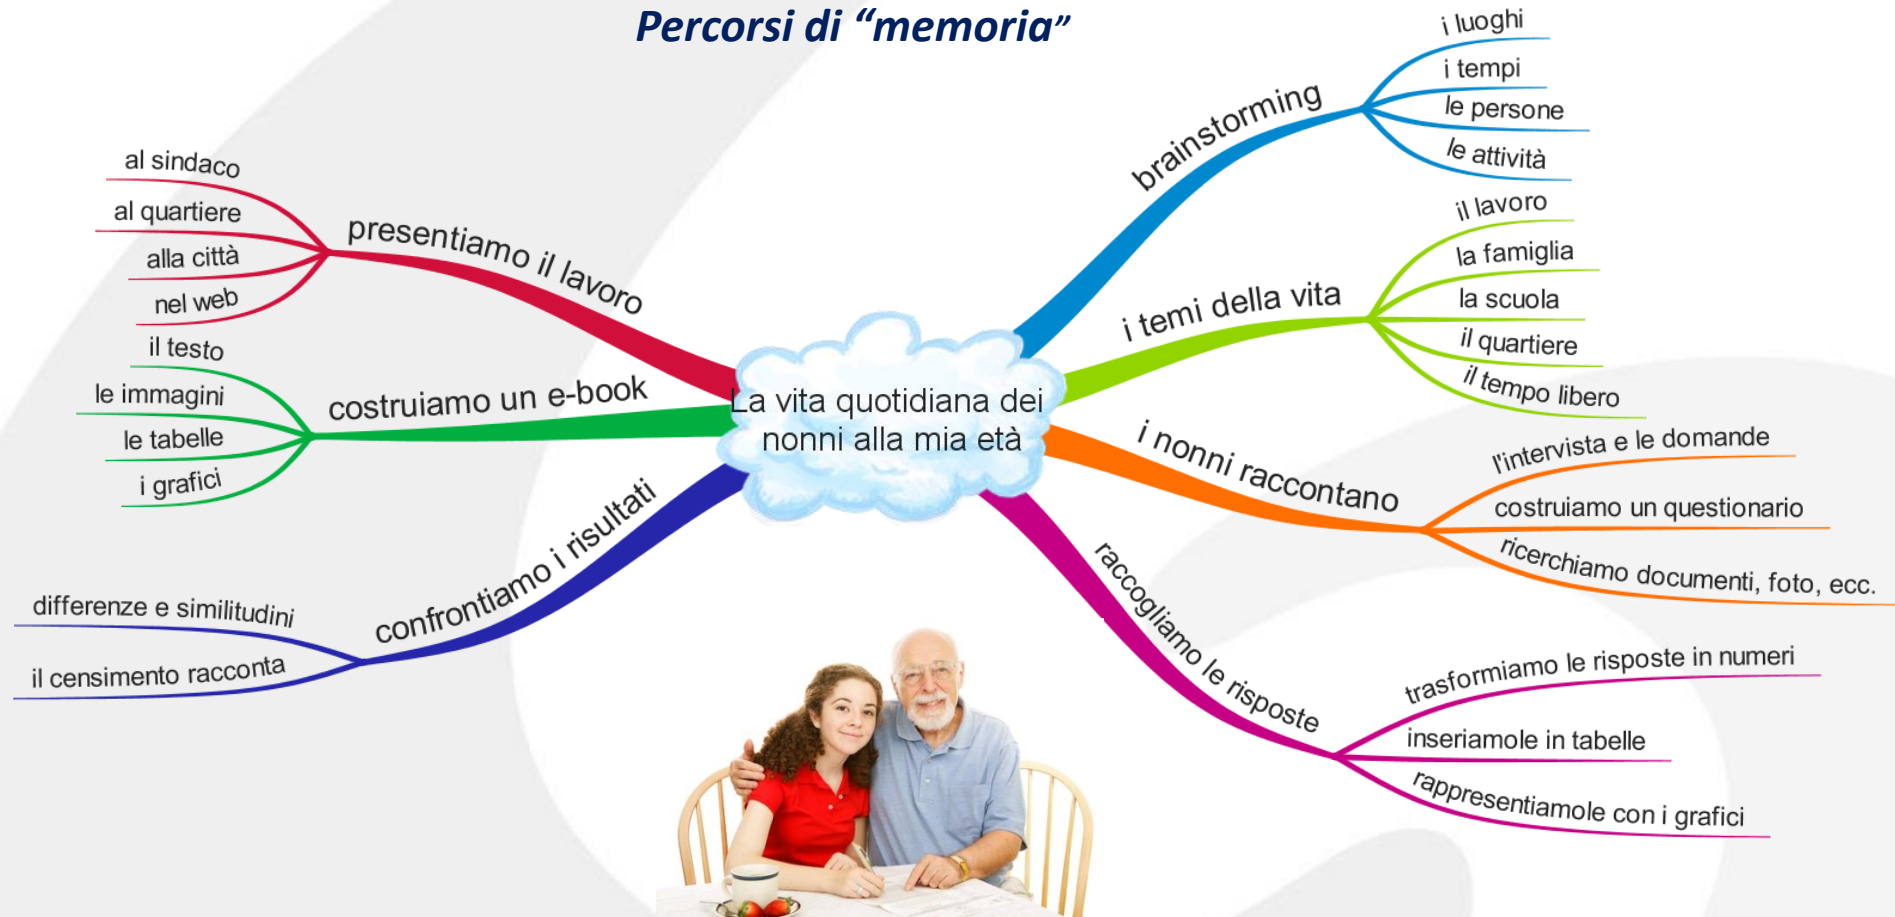 Percorsi di “memoria”
La vita quotidiana dei
nonni alla mia età
brainstorming
i luoghi
i tempi
le persone
le attività
i temi della vita
il lavoro
la famiglia
la scuola
il quartiere
il tempo libero
i nonni raccontano
l'intervista e le domande
costruiamo un questionario
ricerchiamo documenti, foto, ecc.
raccogliamo le risposte
trasformiamo le risposte in numeri
inseriamole in tabelle
rappresentiamole con i grafici
confrontiamo i risultati
differenze e similitudini
il censimento racconta
costruiamo un e-book
il testo
le immagini
le tabelle
i grafici
presentiamo il lavoro
al sindaco
al quartiere
alla città
nel web